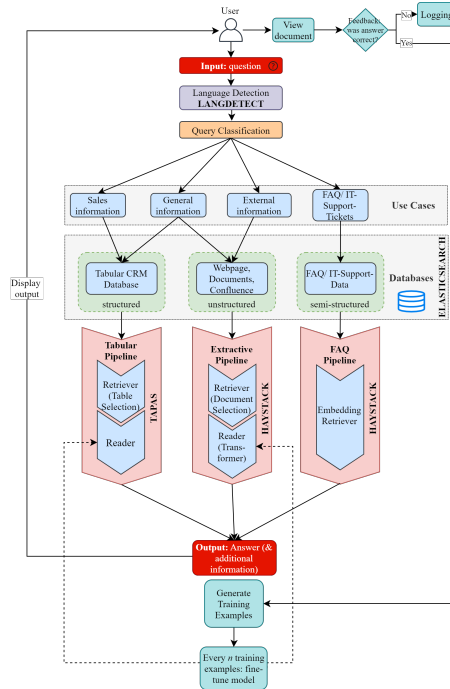 User
View
document
Feedback:
was answer
correct?
No
Logging
Yes
Input: question
Language Detection
LANGDETECT
Query Classification
Sales
information
General
information
External
information
FAQ/ IT-
Support-
Tickets
Use Cases
Tabular CRM
Database
structured
Webpage,
Documents,
Confluence
unstructured
FAQ/ IT-Support-
Data
semi-structured
Databases
ELASTICSEARCH
Display
output
Tabular
Pipeline
Retriever
(Table
Selection)
Reader
TAPAS
Extractive
Pipeline
Retriever
(Document
Selection)
Reader
(Trans-
former)
HAYSTACK
FAQ
Pipeline
Embedding
Retriever
HAYSTACK
Output: Answer (&
additional
information)
Generate
Training
Examples
Every n training
examples: fine-
tune model